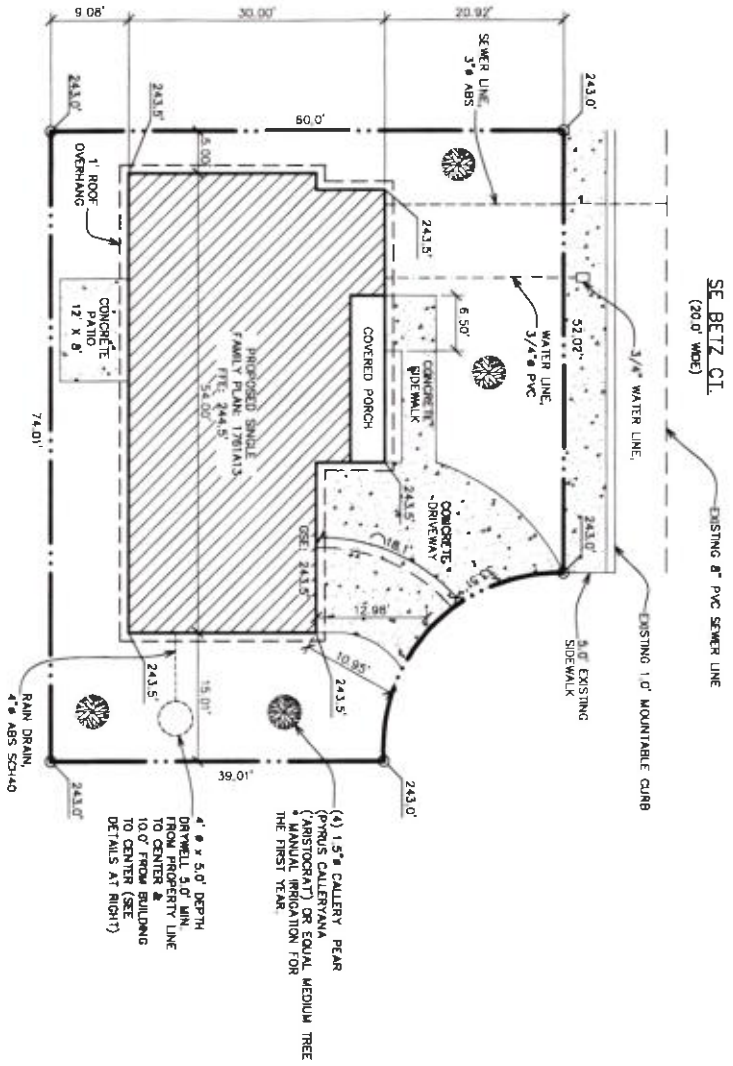 SE BETZ CT.
(20.0' WIDE)
EXISTING 8" PVC SEWER LINE
EXISTING 1.0' MOUNTABLE CURB
5.0' EXISTING
SIDEWALK
3/4" WATER LINE,
WATER LINE,
3/4"ø PVC
SEWER LINE,
3"ø ABS
243.0'
243.0'
52.02'
20.92'
30.00'
9.08'
60.0'
243.5'
243.5'
243.0'
5.00'
1' ROOF
OVERHANG
CONCRETE
PATIO
12' X 8'
6.50'
CONCRETE
SIDEWALK
COVERED PORCH
PROPOSED SINGLE
FAMILY PLAN: 1761A13
FFE: 244.5'
54.00'
243.5'
CONCRETE
DRIVEWAY
18.1'
GSE: 243.5'
12.98'
10.95'
243.5'
243.5'
15.01'
74.01'
39.01'
243.0'
243.0'
RAIN DRAIN,
4"ø ABS SCH40
(4) 1.5"ø CALLERY PEAR
(PYRUS CALLERYANA
('ARISTOCRAT') OR EQUAL MEDIUM TREE
* MANUAL IRRIGATION FOR
THE FIRST YEAR.
4' ø x 5.0' DEPTH
DRYWELL 5.0' MIN.
FROM PROPERTY LINE
TO CENTER &
10.0' FROM BUILDING
TO CENTER (SEE
DETAILS AT RIGHT)